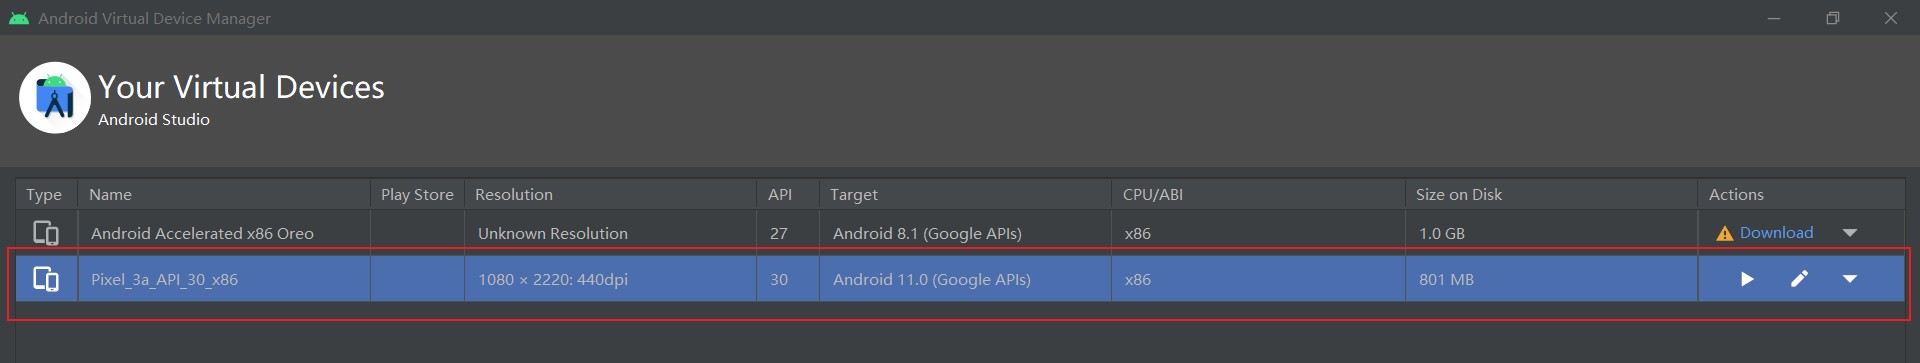 Android Virtual Device Manager
Your Virtual Devices
Android Studio
Type Name Play Store Resolution API Target CPU/ABI Size on Disk Actions
Android Accelerated x86 Oreo Unknown Resolution 27 Android 8.1 (Google APIs) x86 1.0 GB Download
Pixel_3a_API_30_x86 1080 × 2220: 440dpi 30 Android 11.0 (Google APIs) x86 801 MB